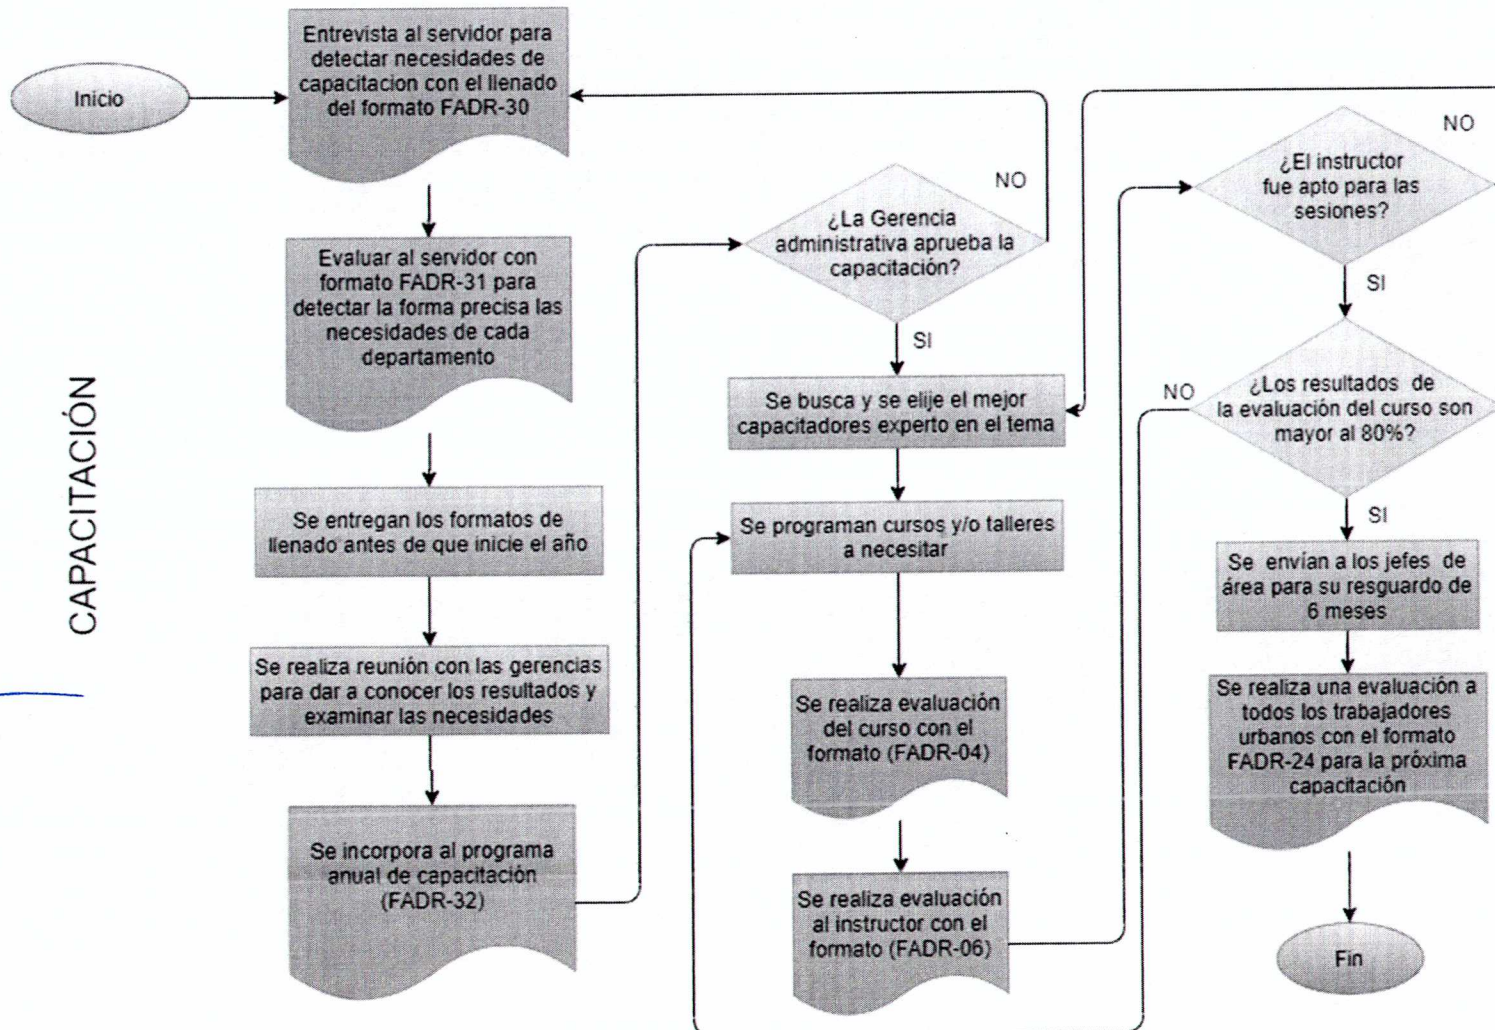 CAPACITACIÓN
Inicio
Entrevista al servidor para
detectar necesidades de
capacitacion con el llenado
del formato FADR-30
Evaluar al servidor con
formato FADR-31 para
detectar la forma precisa las
necesidades de cada
departamento
Se entregan los formatos de
llenado antes de que inicie el año
Se realiza reunión con las gerencias
para dar a conocer los resultados y
examinar las necesidades
Se incorpora al programa
anual de capacitación
(FADR-32)
¿La Gerencia
administrativa aprueba la
capacitación?
NO
SI
Se busca y se elije el mejor
capacitadores experto en el tema
Se programan cursos y/o talleres
a necesitar
Se realiza evaluación
del curso con el
formato (FADR-04)
Se realiza evaluación
al instructor con el
formato (FADR-06)
¿El instructor
fue apto para las
sesiones?
NO
SI
¿Los resultados de
la evaluación del curso son
mayor al 80%?
NO
SI
Se envían a los jefes de
área para su resguardo de
6 meses
Se realiza una evaluación a
todos los trabajadores
urbanos con el formato
FADR-24 para la próxima
capacitación
Fin